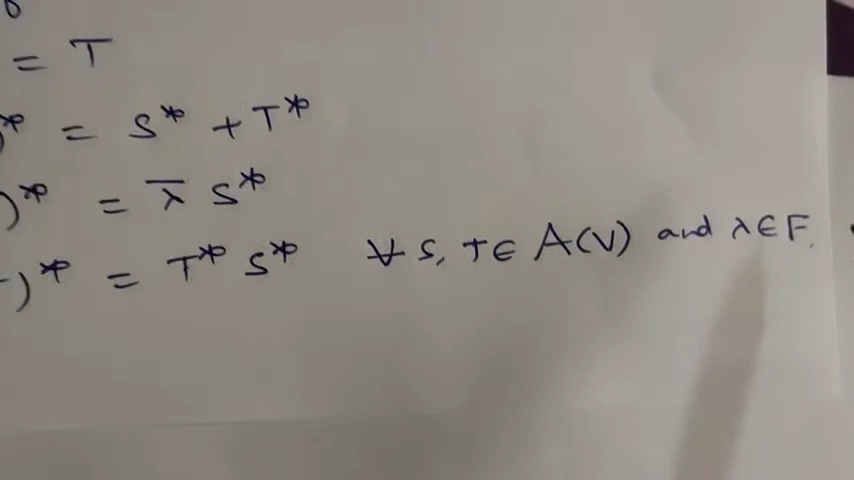 = T
)* = S* + T*
)* = λ̄ S*
)* = T* S* ∀ S, T ∈ A(V) and λ ∈ F.